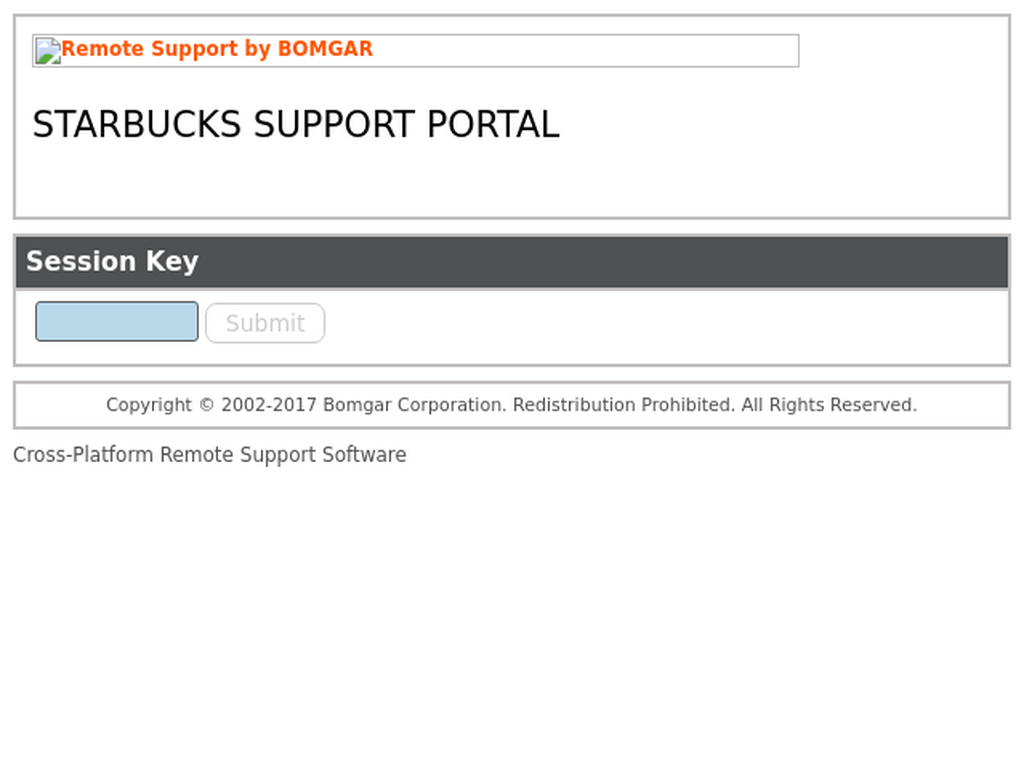 Remote Support by BOMGAR
STARBUCKS SUPPORT PORTAL
Session Key
Submit
Copyright © 2002-2017 Bomgar Corporation. Redistribution Prohibited. All Rights Reserved.
Cross-Platform Remote Support Software